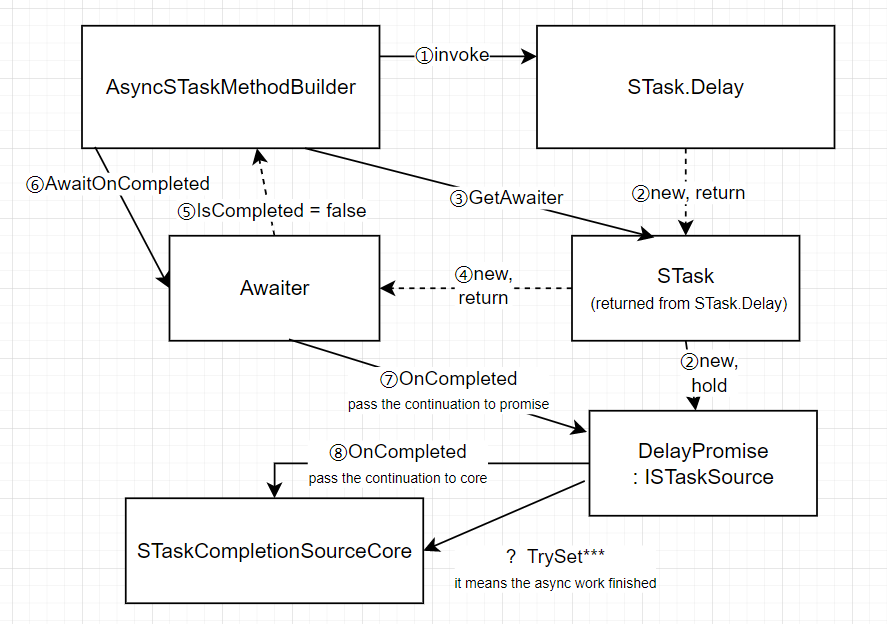 AsyncSTaskMethodBuilder
①invoke
STask.Delay
⑥AwaitOnCompleted
⑤IsCompleted = false
③GetAwaiter
②new, return
Awaiter
④new,
return
STask
(returned from STask.Delay)
②new,
hold
⑦OnCompleted
pass the continuation to promise
DelayPromise
: ISTaskSource
⑧OnCompleted
pass the continuation to core
STaskCompletionSourceCore
? TrySet***
it means the async work finished